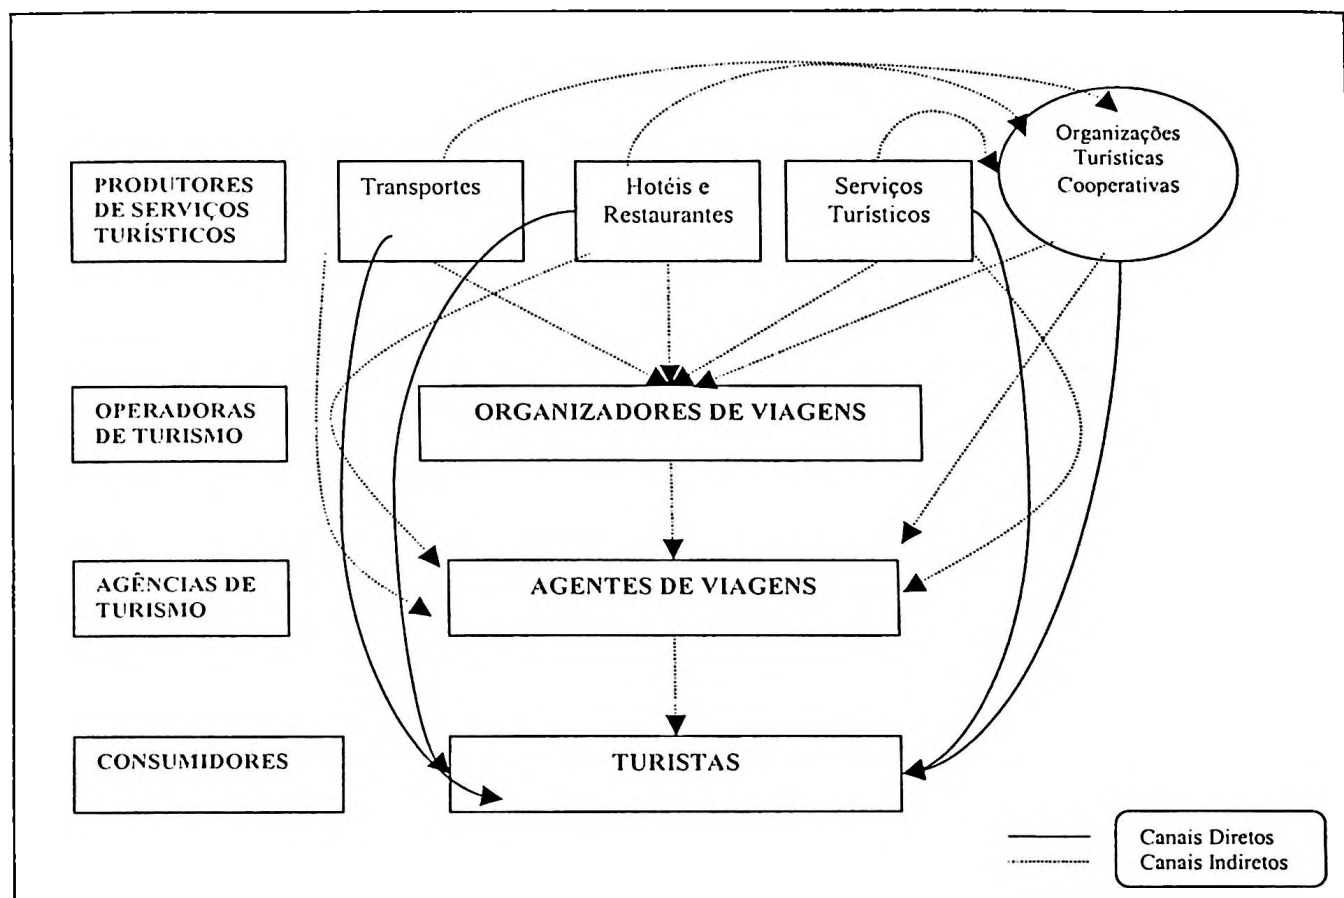 Organizações
Turísticas
Cooperativas
PRODUTORES
DE SERVIÇOS
TURÍSTICOS
Transportes
Hotéis e
Restaurantes
Serviços
Turísticos
OPERADORAS
DE TURISMO
ORGANIZADORES DE VIAGENS
AGÊNCIAS DE
TURISMO
AGENTES DE VIAGENS
CONSUMIDORES
TURISTAS
Canais Diretos
Canais Indiretos